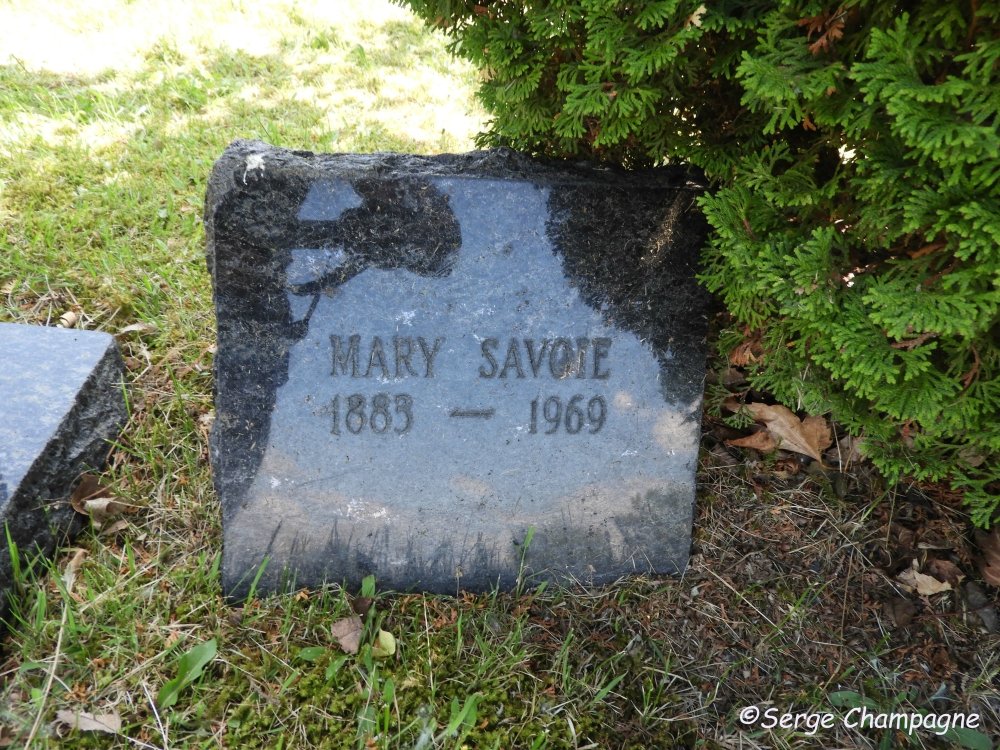 MARY SAVOIE
1883 — 1969
©Serge Champagne